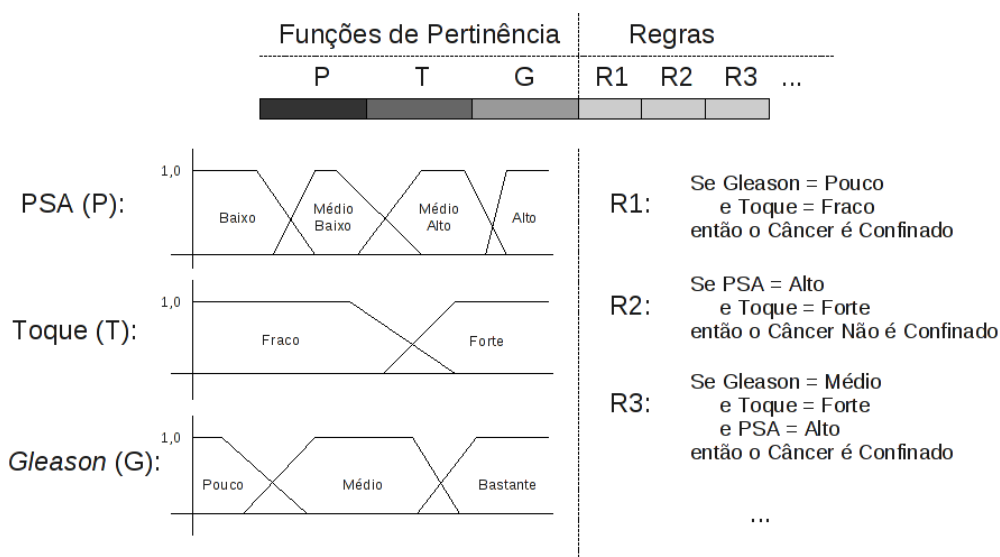 Funções de Pertinência
Regras
P T G R1 R2 R3 ...
PSA (P):
1,0
Baixo
Médio
Baixo
Médio
Alto
Alto
Toque (T):
1,0
Fraco
Forte
Gleason (G):
1,0
Pouco
Médio
Bastante
R1:
Se Gleason = Pouco
e Toque = Fraco
então o Câncer é Confinado
R2:
Se PSA = Alto
e Toque = Forte
então o Câncer Não é Confinado
R3:
Se Gleason = Médio
e Toque = Forte
e PSA = Alto
então o Câncer é Confinado
...